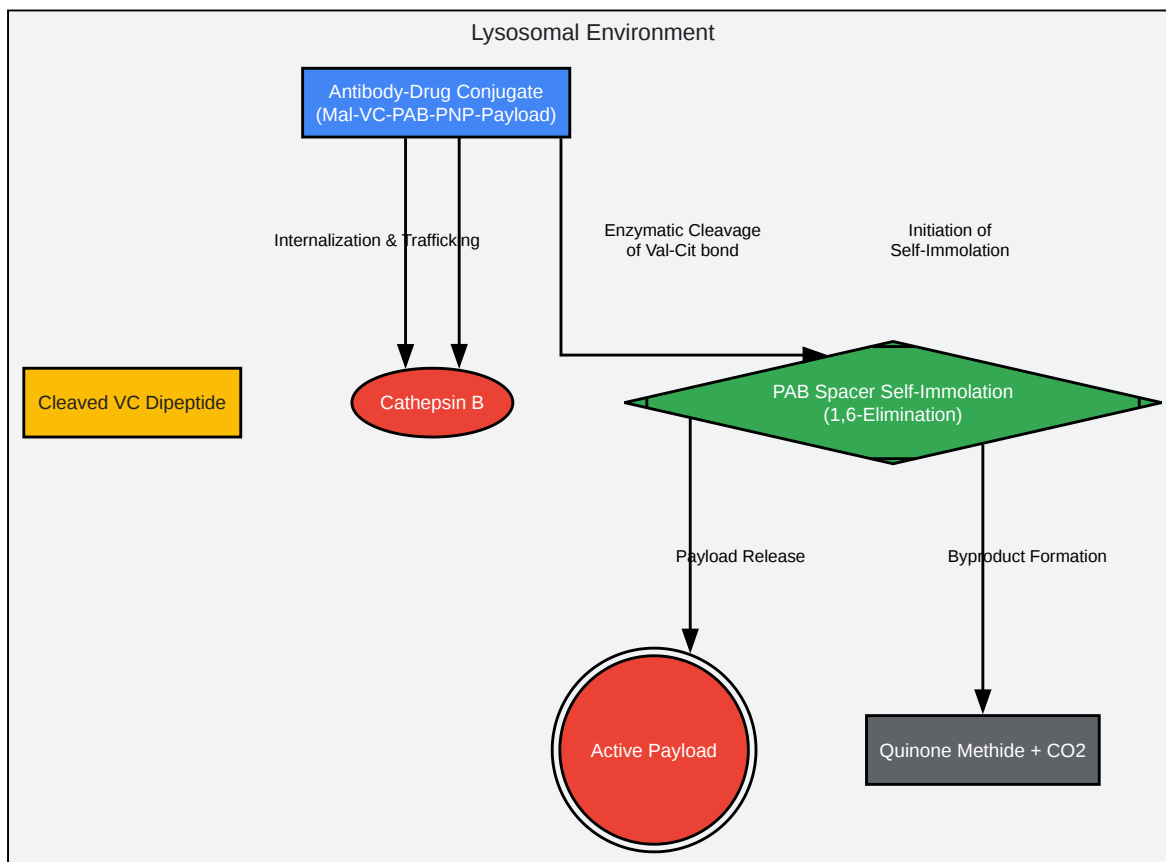 Lysosomal Environment
Antibody-Drug Conjugate
(Mal-VC-PAB-PNP-Payload)
Internalization & Trafficking
Enzymatic Cleavage
of Val-Cit bond
Initiation of
Self-Immolation
Cleaved VC Dipeptide
Cathepsin B
PAB Spacer Self-Immolation
(1,6-Elimination)
Payload Release
Byproduct Formation
Active Payload
Quinone Methide + CO2